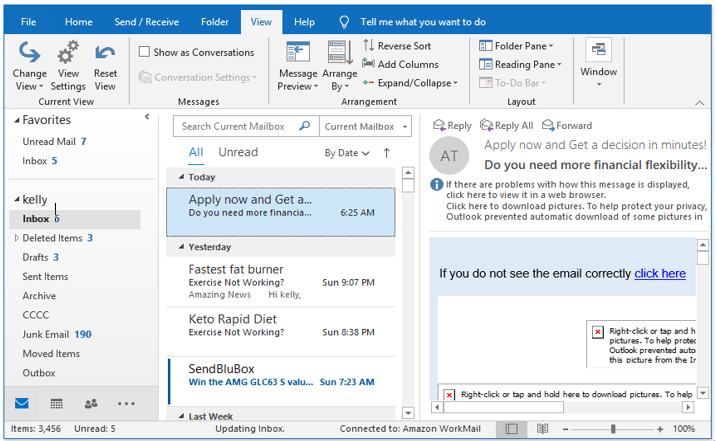 File Home Send / Receive Folder View Help Tell me what you want to do
Change View View Settings Reset View
Current View
Show as Conversations
Conversation Settings
Messages
Message Preview Arrange By
Reverse Sort
Add Columns
Expand/Collapse
Arrangement
Folder Pane
Reading Pane
To-Do Bar
Layout
Window
Favorites
Unread Mail 7
Inbox 5
kelly
Inbox 6
Deleted Items 3
Drafts 3
Sent Items
Archive
CCCC
Junk Email 190
Moved Items
Outbox
Search Current Mailbox Current Mailbox
All Unread By Date
Today
Apply now and Get a...
Do you need more financia... 6:25 AM
Yesterday
Fastest fat burner
Exercise Not Working? Sun 9:07 PM
Amazing News Hi kelly,
Keto Rapid Diet
Exercise Not Working? Sun 8:38 PM
SendBluBox
Win the AMG GLC63 S valu... Sun 7:23 AM
Last Week
Reply Reply All Forward
AT
Apply now and Get a decision in minutes!
Do you need more financial flexibility...
If there are problems with how this message is displayed,
click here to view it in a web browser.
Click here to download pictures. To help protect your privacy,
Outlook prevented automatic download of some pictures in
If you do not see the email correctly click here
Right-click or tap and h
pictures. To help protec
Outlook prevented auto
this picture from the In
Right-click or tap and hold here to download pictures. To help
Items: 3,456 Unread: 5 Updating Inbox. Connected to: Amazon WorkMail 100%